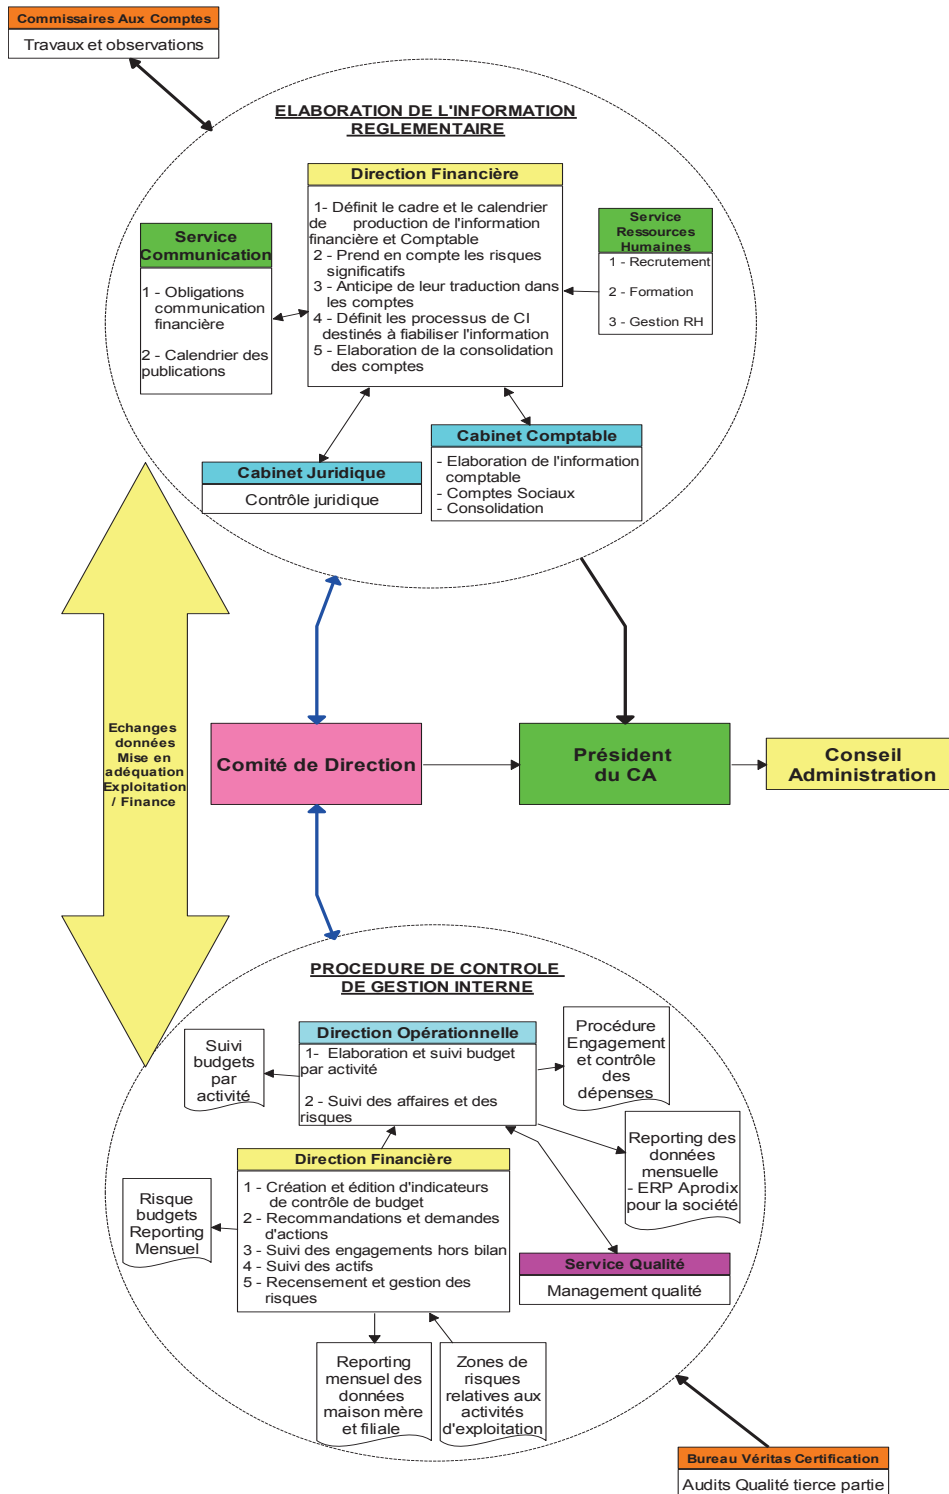 Commissaires Aux Comptes
Travaux et observations
ELABORATION DE L'INFORMATION
REGLEMENTAIRE
Direction Financière
1- Définit le cadre et le calendrier
de production de l'information
financière et Comptable
2 - Prend en compte les risques
significatifs
3 - Anticipe de leur traduction dans
les comptes
4 - Définit les processus de CI
destinés à fiabiliser l'information
5 - Elaboration de la consolidation
des comptes
Service
Communication
1 - Obligations
communication
financière
2 - Calendrier des
publications
Service
Ressources
Humaines
1 - Recrutement
2 - Formation
3 - Gestion RH
Cabinet Juridique
Contrôle juridique
Cabinet Comptable
- Elaboration de l'information
comptable
- Comptes Sociaux
- Consolidation
Echanges
données
Mise en
adéquation
Exploitation
/ Finance
Comité de Direction
Président
du CA
Conseil
Administration
PROCEDURE DE CONTROLE
DE GESTION INTERNE
Direction Opérationnelle
1- Elaboration et suivi budget
par activité
2 - Suivi des affaires et des
risques
Suivi
budgets
par
activité
Procédure
Engagement
et contrôle
des
dépenses
Reporting des
données
mensuelle
- ERP Aprodix
pour la société
Direction Financière
1 - Création et édition d'indicateurs
de contrôle de budget
2 - Recommandations et demandes
d'actions
3 - Suivi des engagements hors bilan
4 - Suivi des actifs
5 - Recensement et gestion des
risques
Risque
budgets
Reporting
Mensuel
Service Qualité
Management qualité
Reporting
mensuel des
données
maison mère
et filiale
Zones de
risques
relatives aux
activités
d'exploitation
Bureau Véritas Certification
Audits Qualité tierce partie